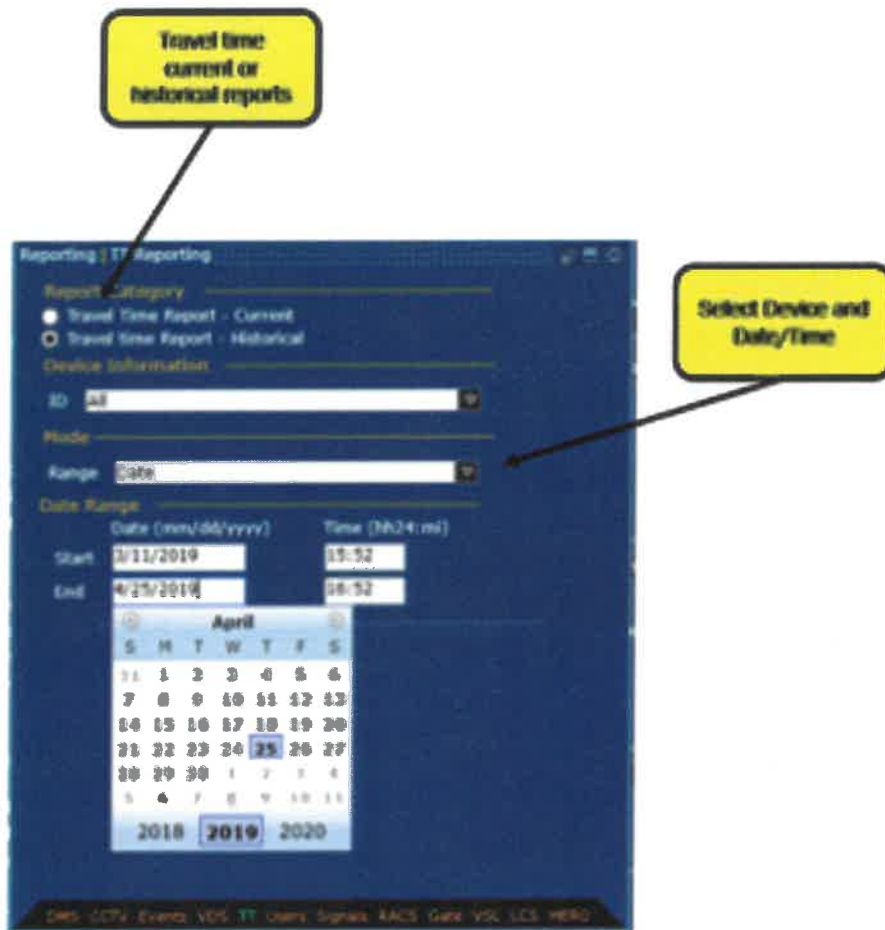 Travel time
current or
historical reports
Reporting | TT Reporting
Report Category
Travel Time Report - Current
Travel time Report - Historical
Select Device and
Date/Time
Device Information
ID All
Mode
Range Date
Date Range
Date (mm/dd/yyyy) Time (hh24:mi)
Start 3/11/2019 15:52
End 4/25/2019 16:52
April
S M T W T F S
31 1 2 3 4 5 6
7 8 9 10 11 12 13
14 15 16 17 18 19 20
21 22 23 24 25 26 27
28 29 30 1 2 3 4
5 6 7 8 9 10 11
2018 2019 2020
DMS CCTV Events VDS TT Users Signals RACS Gate VSL LCS HERO